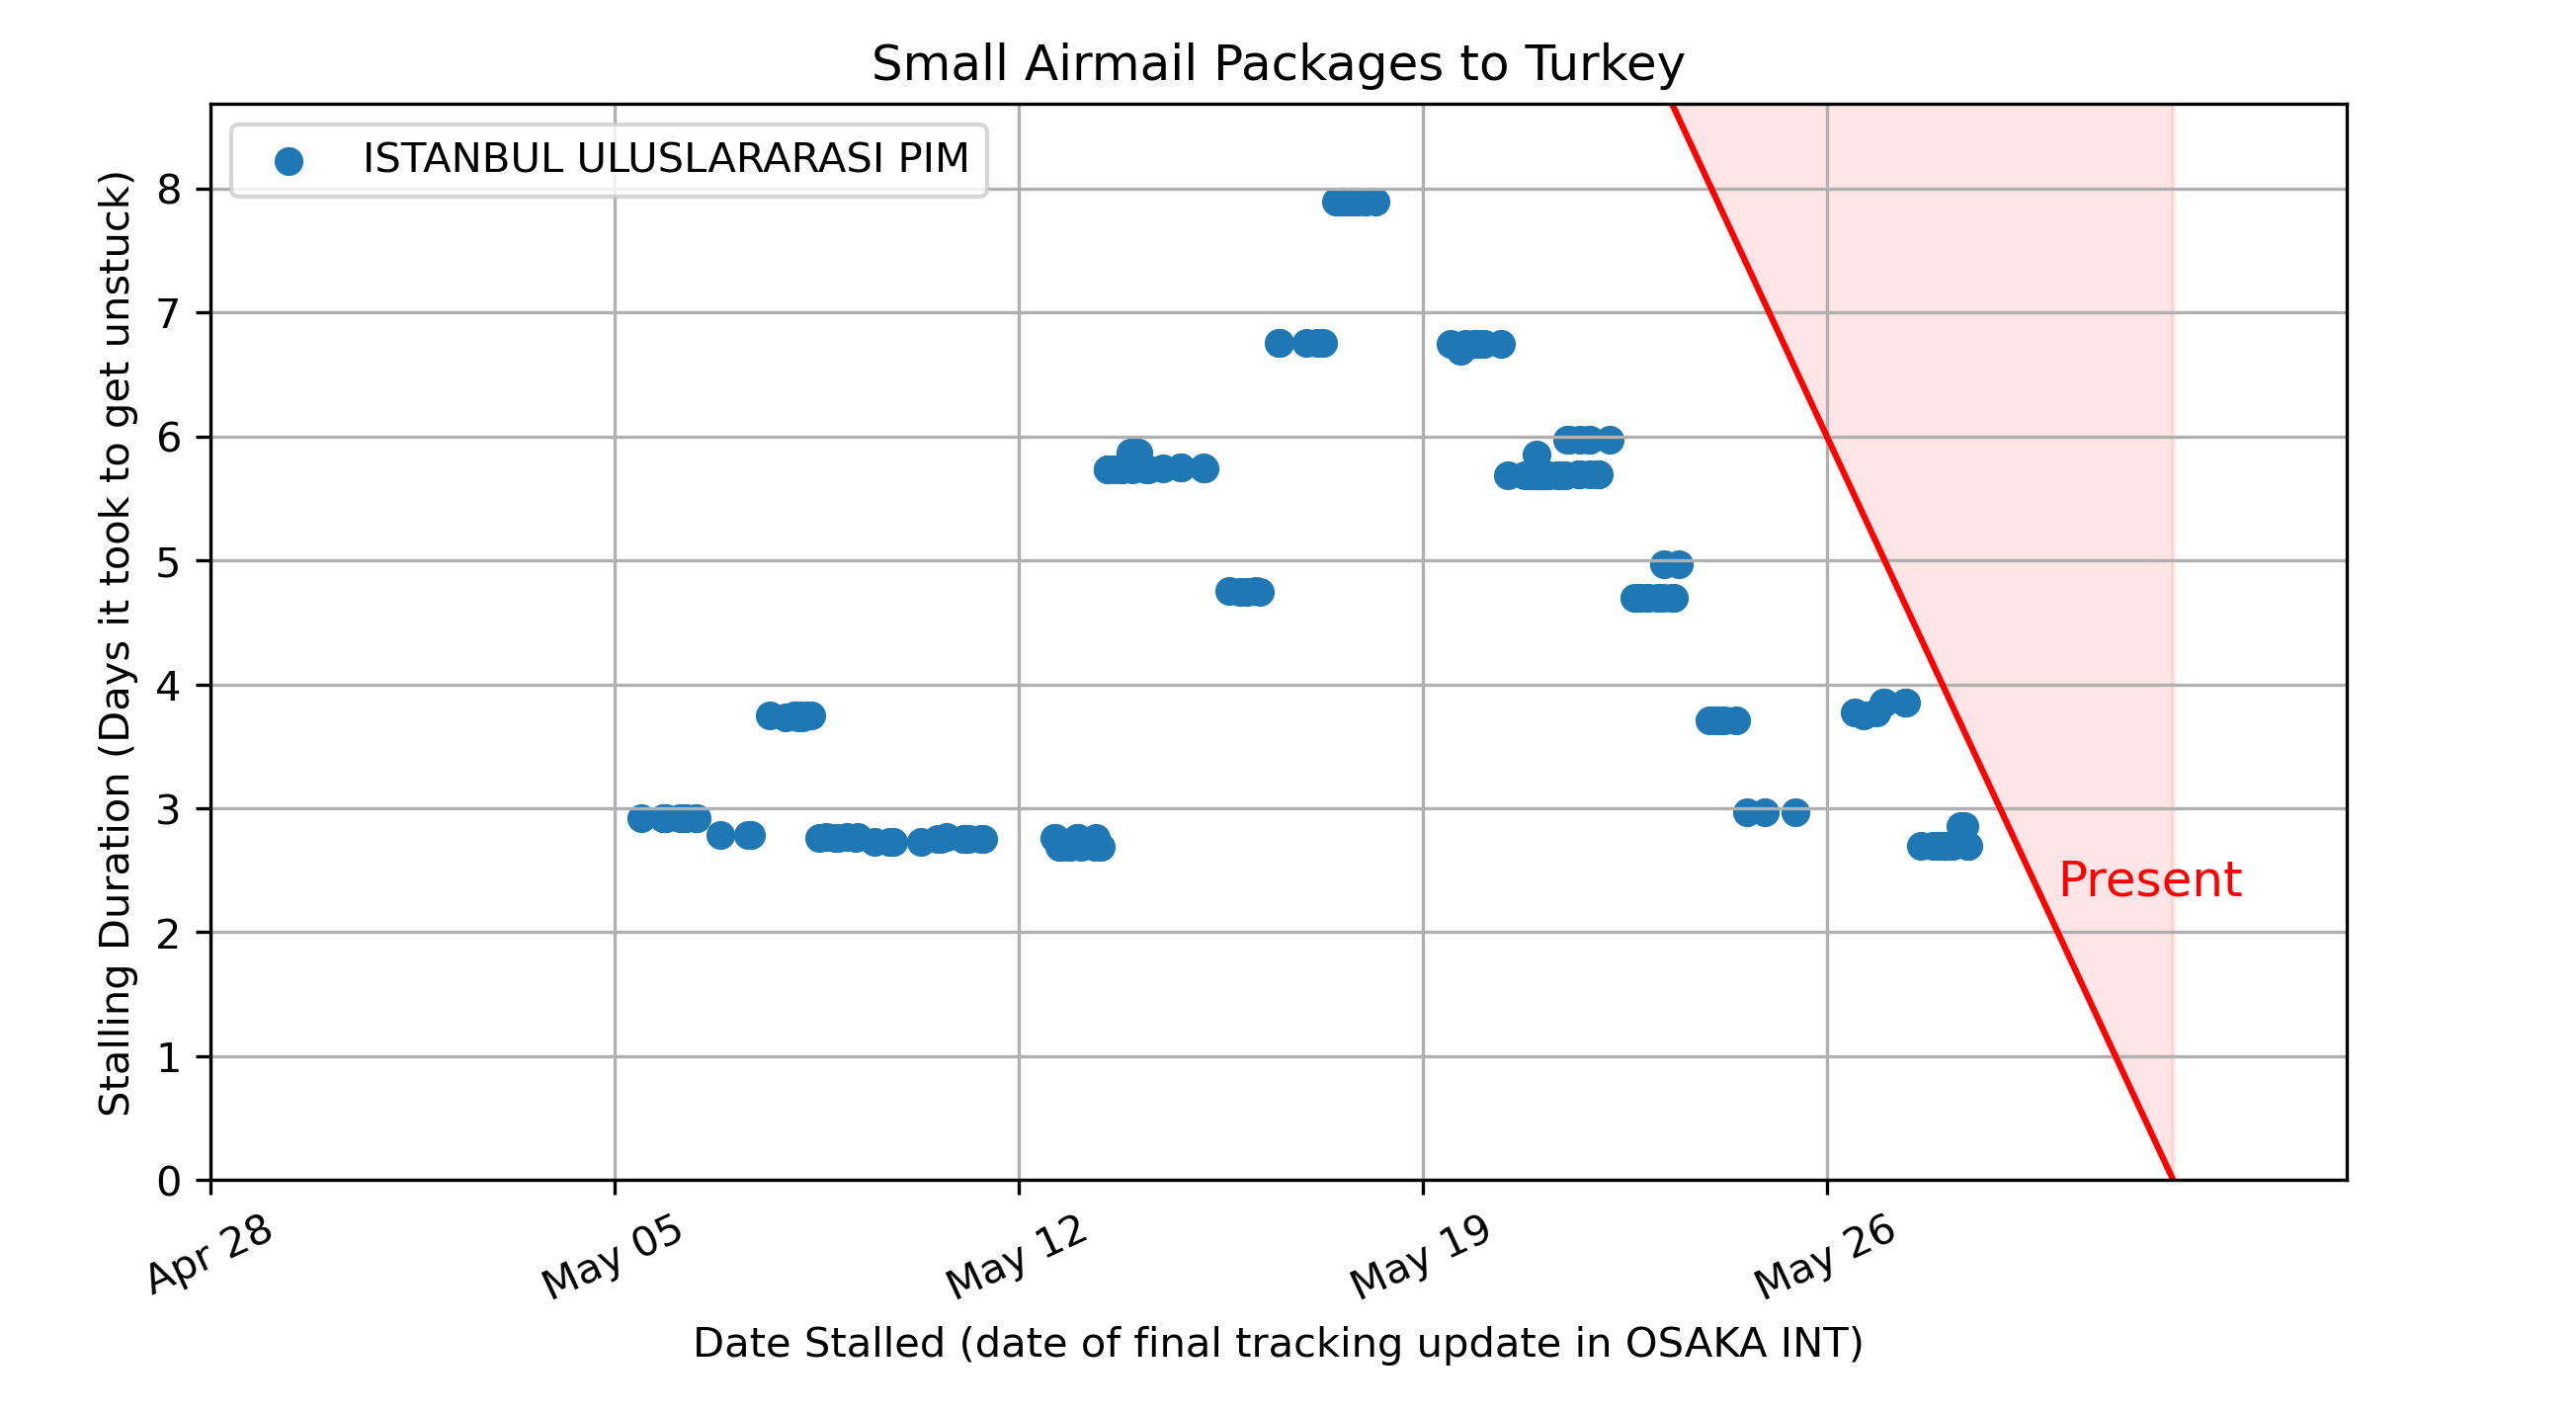 Small Airmail Packages to Turkey
ISTANBUL ULUSLARARASI PIM
Stalling Duration (Days it took to get unstuck)
8
7
6
5
4
3
2
1
0
Present
Apr 28
May 05
May 12
May 19
May 26
Date Stalled (date of final tracking update in OSAKA INT)